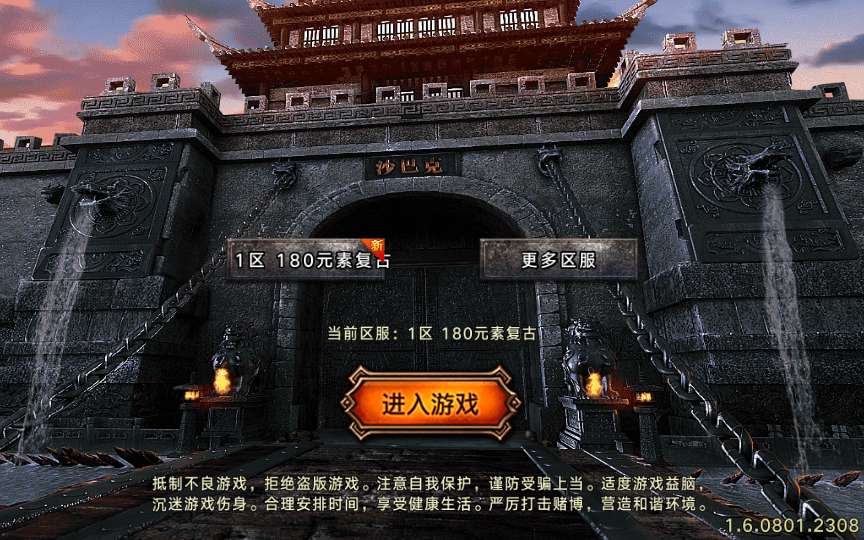 沙巴克
新
1区 180元素复古
更多区服
当前区服：1区 180元素复古
进入游戏
抵制不良游戏，拒绝盗版游戏。注意自我保护，谨防受骗上当。适度游戏益脑，
沉迷游戏伤身。合理安排时间，享受健康生活。严厉打击赌博，营造和谐环境。
1.6.0801.2308